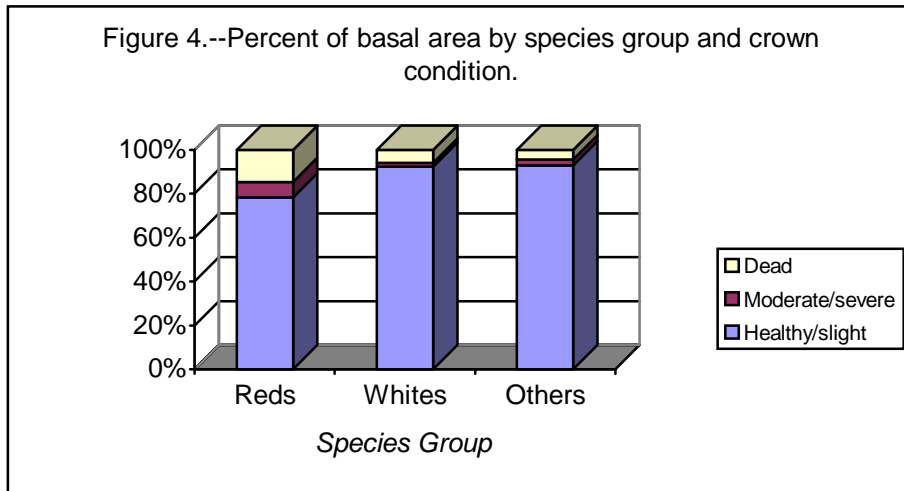 Figure 4.--Percent of basal area by species group and crown
condition.
100%
80%
60%
40%
20%
0%
Reds Whites Others
Species Group
Dead
Moderate/severe
Healthy/slight